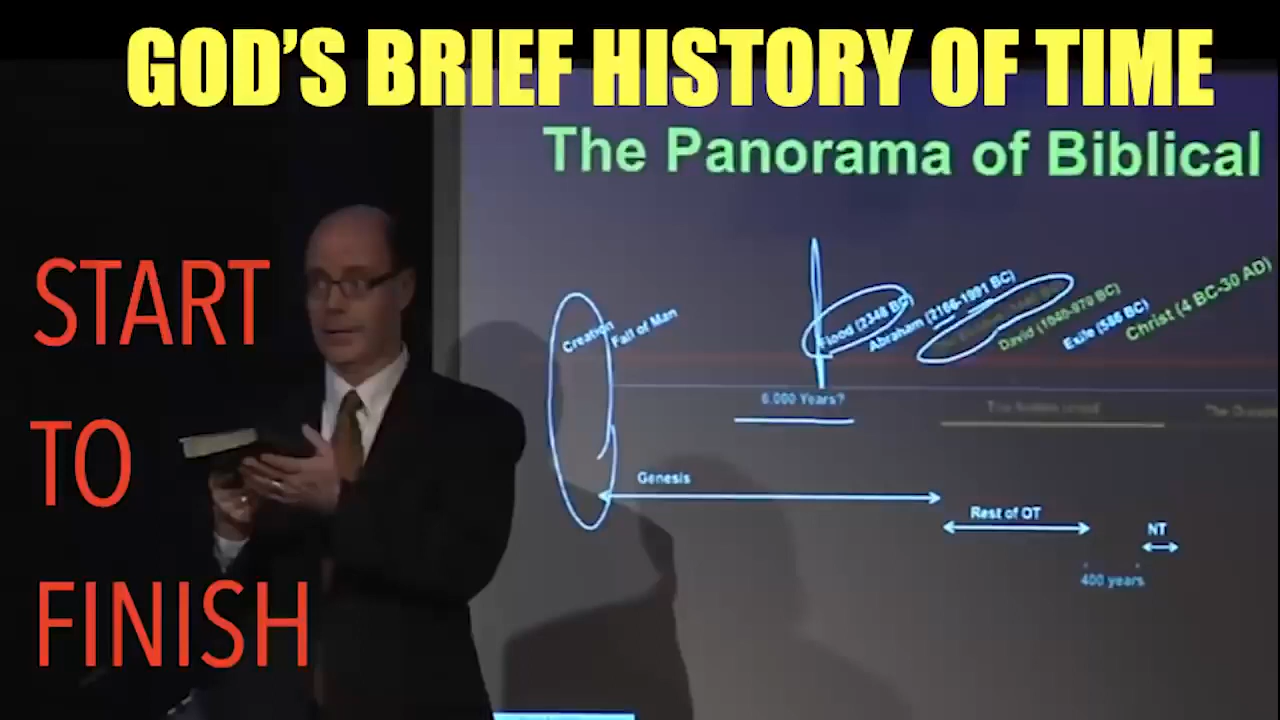 GOD'S BRIEF HISTORY OF TIME
The Panorama of Biblical
START
TO
FINISH
Creation
Fall of Man
Flood (2348 BC)
Abraham (2166-1991 BC)
David (1040-970 BC)
Exile (586 BC)
Christ (4 BC-30 AD)
6,000 Years?
Genesis
Rest of OT
NT
400 years